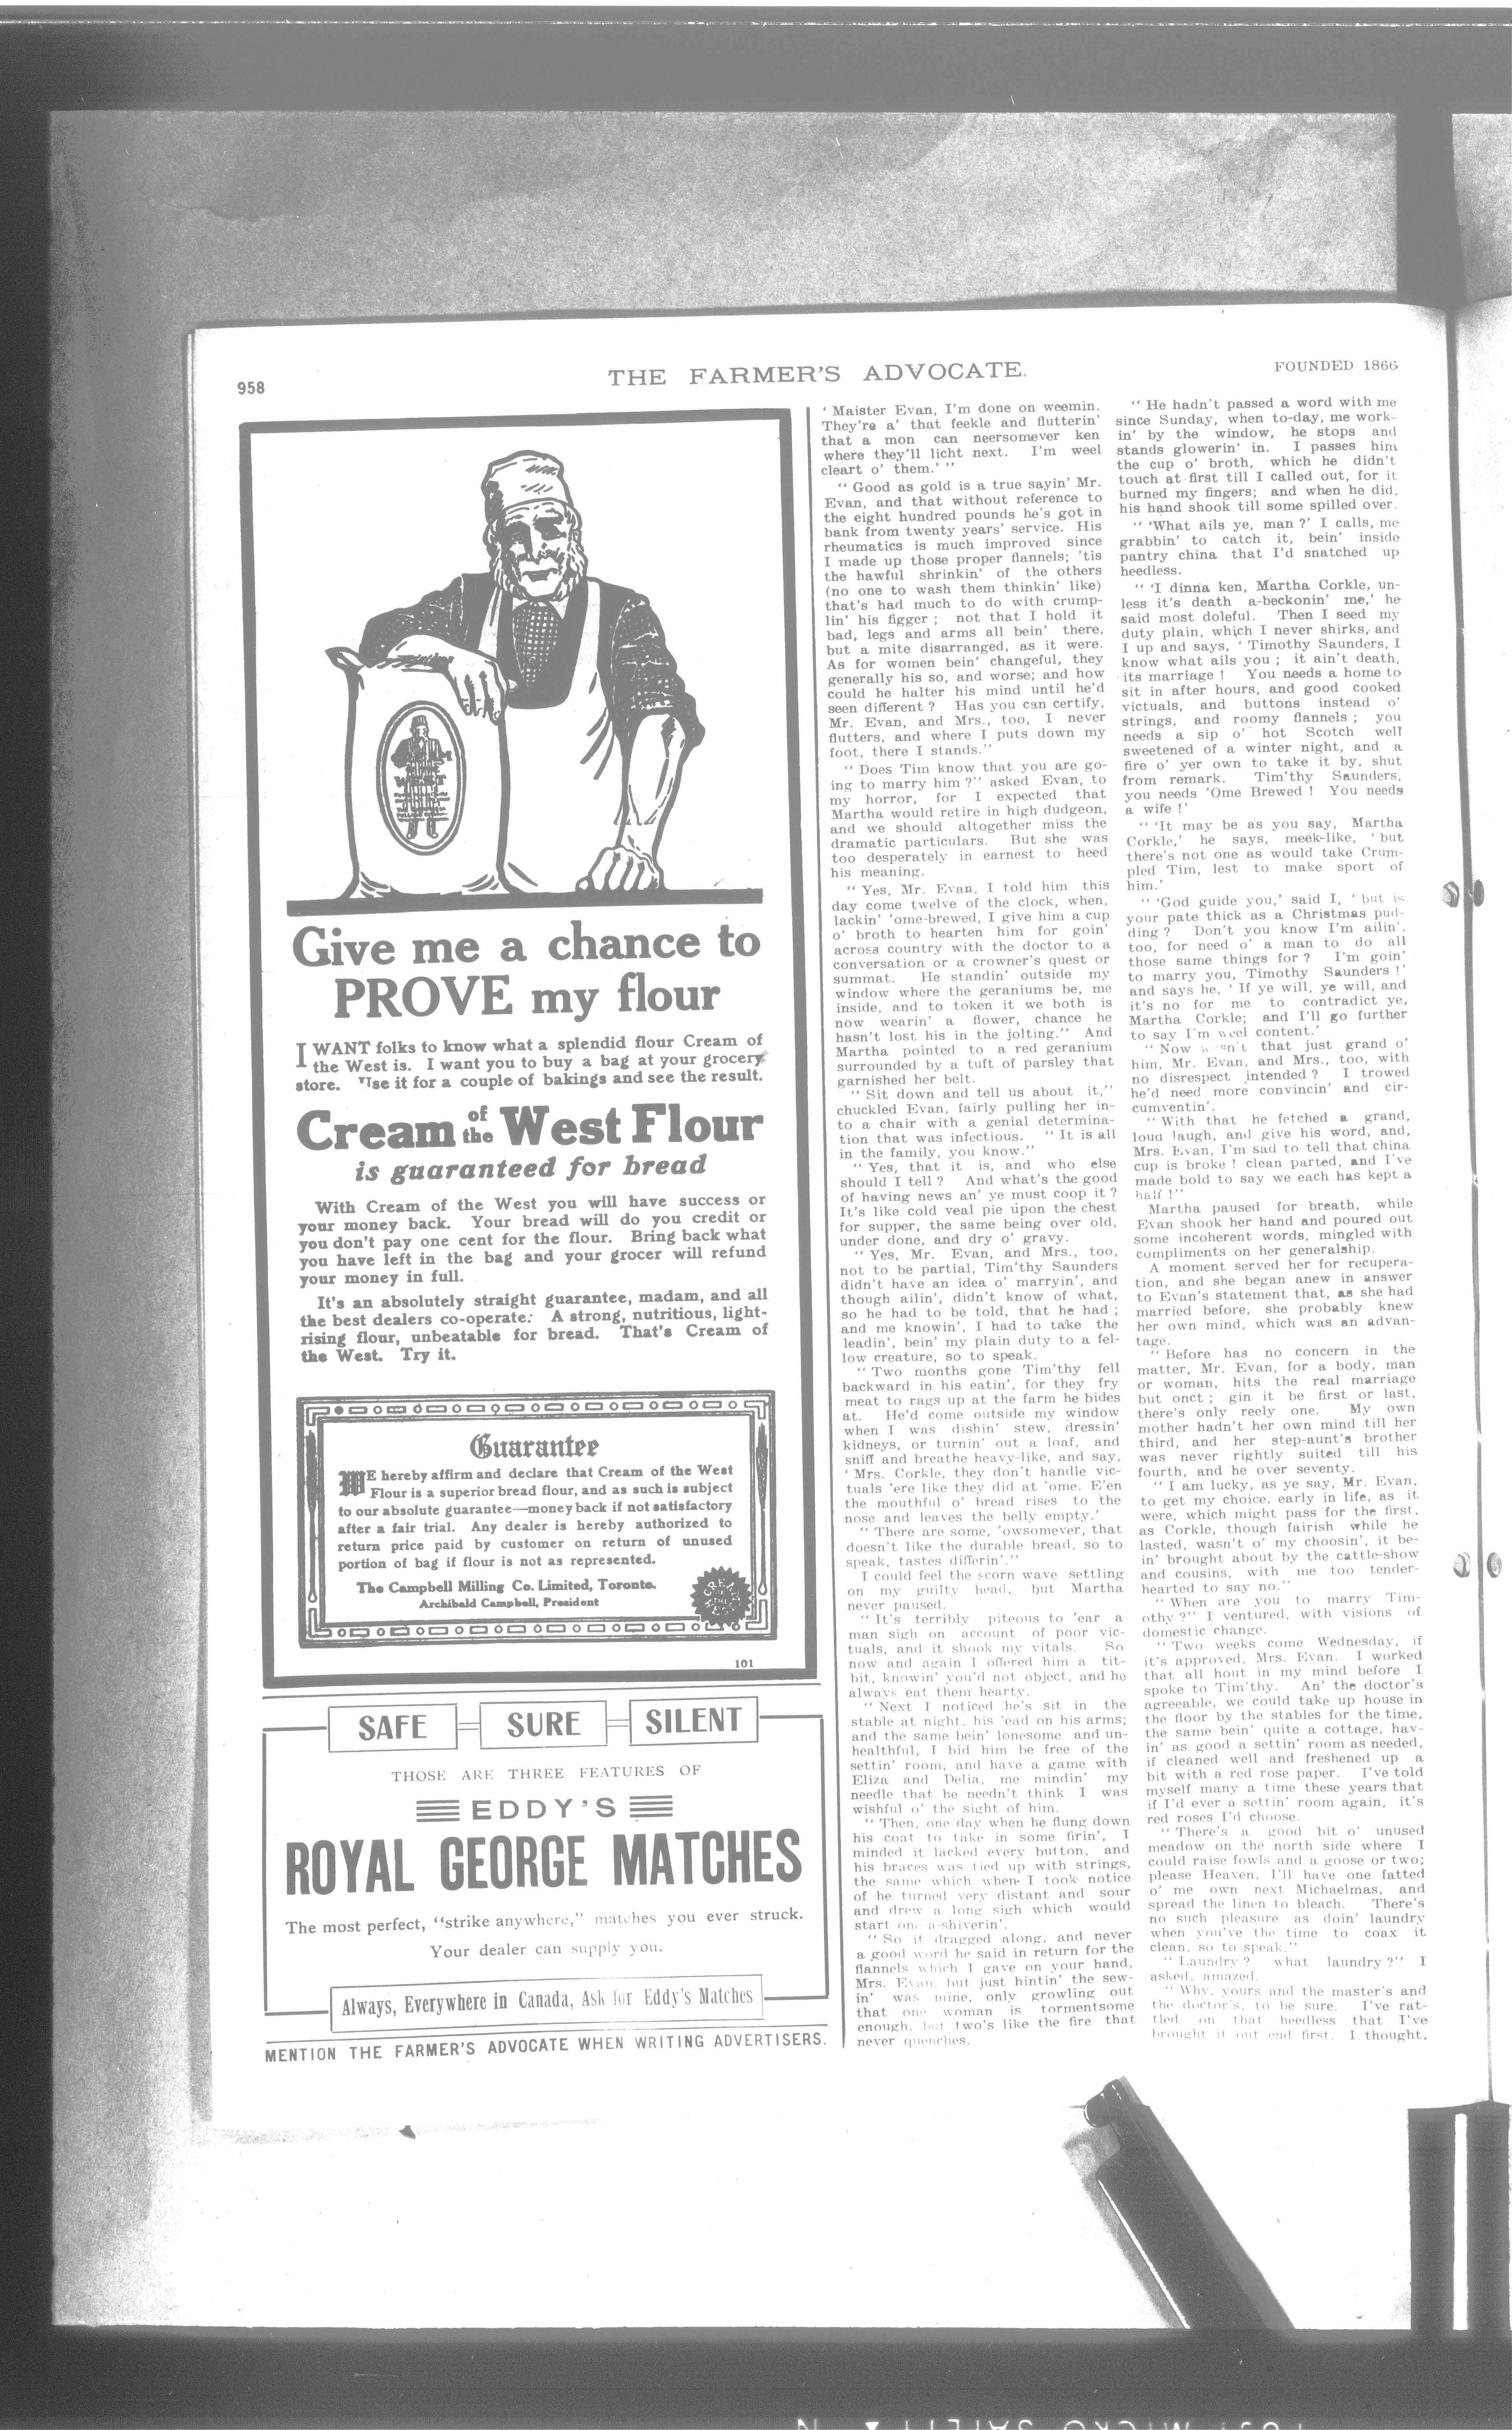 958
THE FARMER'S ADVOCATE.
FOUNDED 1866
WEST
Give me a chance to
PROVE my flour
I WANT folks to know what a splendid flour Cream of
the West is. I want you to buy a bag at your grocery
store. Use it for a couple of bakings and see the result.
Cream of the West Flour
is guaranteed for bread
With Cream of the West you will have success or
your money back. Your bread will do you credit or
you don't pay one cent for the flour. Bring back what
you have left in the bag and your grocer will refund
your money in full.
It's an absolutely straight guarantee, madam, and all
the best dealers co-operate. A strong, nutritious, light-
rising flour, unbeatable for bread. That's Cream of
the West. Try it.
Guarantee
WE hereby affirm and declare that Cream of the West
Flour is a superior bread flour, and as such is subject
to our absolute guarantee—money back if not satisfactory
after a fair trial. Any dealer is hereby authorized to
return price paid by customer on return of unused
portion of bag if flour is not as represented.
The Campbell Milling Co. Limited, Toronto.
Archibald Campbell, President
101
SAFE SURE SILENT
THOSE ARE THREE FEATURES OF
EDDY'S
ROYAL GEORGE MATCHES
The most perfect, "strike anywhere," matches you ever struck.
Your dealer can supply you.
Always, Everywhere in Canada, Ask for Eddy's Matches
MENTION THE FARMER'S ADVOCATE WHEN WRITING ADVERTISERS.
' Maister Evan, I'm done on weemin.
They're a' that feekle and flutterin'
that a mon can neersomever ken
where they'll licht next. I'm weel
cleart o' them.' "
" Good as gold is a true sayin' Mr.
Evan, and that without reference to
the eight hundred pounds he's got in
bank from twenty years' service. His
rheumatics is much improved since
I made up those proper flannels; 'tis
the hawful shrinkin' of the others
(no one to wash them thinkin' like)
that's had much to do with crump-
lin' his figger ; not that I hold it
bad, legs and arms all bein' there,
but a mite disarranged, as it were.
As for women bein' changeful, they
generally his so, and worse; and how
could he halter his mind until he'd
seen different ? Has you can certify,
Mr. Evan, and Mrs., too, I never
flutters, and where I puts down my
foot, there I stands."
" Does Tim know that you are go-
ing to marry him ?" asked Evan, to
my horror, for I expected that
Martha would retire in high dudgeon,
and we should altogether miss the
dramatic particulars. But she was
too desperately in earnest to heed
his meaning.
" Yes, Mr. Evan, I told him this
day come twelve of the clock, when,
lackin' 'ome-brewed, I give him a cup
o' broth to hearten him for goin'
across country with the doctor to a
conversation or a crowner's quest or
summat. He standin' outside my
window where the geraniums be, me
inside, and to token it we both is
now wearin' a flower, chance he
hasn't lost his in the jolting." And
Martha pointed to a red geranium
surrounded by a tuft of parsley that
garnished her belt.
" Sit down and tell us about it,"
chuckled Evan, fairly pulling her in-
to a chair with a genial determina-
tion that was infectious. " It is all
in the family, you know."
" Yes, that it is, and who else
should I tell ? And what's the good
of having news an' ye must coop it ?
It's like cold veal pie upon the chest
for supper, the same being over old,
under done, and dry o' gravy.
" Yes, Mr. Evan, and Mrs., too,
not to be partial, Tim'thy Saunders
didn't have an idea o' marryin', and
though ailin', didn't know of what,
so he had to be told, that he had ;
and me knowin', I had to take the
leadin', bein' my plain duty to a fel-
low creature, so to speak.
" Two months gone Tim'thy fell
backward in his eatin', for they fry
meat to rags up at the farm he bides
at. He'd come outside my window
when I was dishin' stew, dressin'
kidneys, or turnin' out a loaf, and
sniff and breathe heavy-like, and say,
' Mrs. Corkle, they don't handle vic-
tuals 'ere like they did at 'ome. E'en
the mouthful o' bread rises to the
nose and leaves the belly empty.'
" There are some, 'owsomever, that
doesn't like the durable bread, so to
speak, tastes differin'."
I could feel the scorn wave settling
on my guilty head, but Martha
never paused.
" It's terribly piteous to 'ear a
man sigh on account of poor vic-
tuals, and it shook my vitals. So
now and again I offered him a tit-
bit, knowin' you'd not object, and he
always eat them hearty.
" Next I noticed he's sit in the
stable at night, his 'ead on his arms;
and the same bein' lonesome and un-
healthful, I bid him be free of the
settin' room, and have a game with
Eliza and Delia, me mindin' my
needle that he needn't think I was
wishful o' the sight of him.
" Then, one day when he flung down
his coat to take in some firin', I
minded it lacked every button, and
his braces was tied up with strings,
the same which when I took notice
of he turned very distant and sour
and drew a long sigh which would
start one a-shiverin'.
" So it dragged along, and never
a good word he said in return for the
flannels which I gave on your hand,
Mrs. Evan, but just hintin' the sew-
in' was mine, only growling out
that one woman is tormentsome
enough, but two's like the fire that
never quenches.
" He hadn't passed a word with me
since Sunday, when to-day, me work-
in' by the window, he stops and
stands glowerin' in. I passes him
the cup o' broth, which he didn't
touch at first till I called out, for it
burned my fingers; and when he did,
his hand shook till some spilled over.
" 'What ails ye, man ?' I calls, me
grabbin' to catch it, bein' inside
pantry china that I'd snatched up
heedless.
" 'I dinna ken, Martha Corkle, un-
less it's death a-beckonin' me,' he
said most doleful. Then I seed my
duty plain, which I never shirks, and
I up and says, ' Timothy Saunders, I
know what ails you ; it ain't death,
its marriage ! You needs a home to
sit in after hours, and good cooked
victuals, and buttons instead o'
strings, and roomy flannels ; you
needs a sip o' hot Scotch well
sweetened of a winter night, and a
fire o' yer own to take it by, shut
from remark. Tim'thy Saunders,
you needs 'Ome Brewed ! You needs
a wife !'
" 'It may be as you say, Martha
Corkle,' he says, meek-like, ' but
there's not one as would take Crum-
pled Tim, lest to make sport of
him.'
" 'God guide you,' said I, ' but is
your pate thick as a Christmas pud-
ding ? Don't you know I'm ailin',
too, for need o' a man to do all
those same things for ? I'm goin'
to marry you, Timothy Saunders !'
and says he, ' If ye will, ye will, and
it's no for me to contradict ye,
Martha Corkle; and I'll go further
to say I'm weel content.'
" Now wasn't that just grand o'
him, Mr. Evan, and Mrs., too, with
no disrespect intended ? I trowed
he'd need more convincin' and cir-
cumventin'.
" With that he fetched a grand,
loud laugh, and give his word, and,
Mrs. Evan, I'm sad to tell that china
cup is broke ! clean parted, and I've
made bold to say we each has kept a
half !"
Martha paused for breath, while
Evan shook her hand and poured out
some incoherent words, mingled with
compliments on her generalship.
A moment served her for recupera-
tion, and she began anew in answer
to Evan's statement that, as she had
married before, she probably knew
her own mind, which was an advan-
tage.
" Before has no concern in the
matter, Mr. Evan, for a body, man
or woman, hits the real marriage
but onct ; gin it be first or last,
there's only reely one. My own
mother hadn't her own mind till her
third, and her step-aunt's brother
was never rightly suited till his
fourth, and he over seventy.
" I am lucky, as ye say, Mr. Evan,
to get my choice, early in life, as it
were, which might pass for the first,
as Corkle, though fairish while he
lasted, wasn't o' my choosin', it be-
in' brought about by the cattle-show
and cousins, with me too tender-
hearted to say no."
" When are you to marry Tim-
othy ?" I ventured, with visions of
domestic change.
" Two weeks come Wednesday, if
it's approved, Mrs. Evan. I worked
that all hout in my mind before I
spoke to Tim'thy. An' the doctor's
agreeable, we could take up house in
the floor by the stables for the time,
the same bein' quite a cottage, hav-
in' as good a settin' room as needed,
if cleaned well and freshened up a
bit with a red rose paper. I've told
myself many a time these years that
if I'd ever a settin' room again, it's
red roses I'd choose.
" There's a good bit o' unused
meadow on the north side where I
could raise fowls and a goose or two;
please Heaven, I'll have one fatted
o' me own next Michaelmas, and
spread the linen to bleach. There's
no such pleasure as doin' laundry
when you've the time to coax it
clean, so to speak."
" Laundry ? what laundry ?" I
asked, amazed.
" Why, yours and the master's and
the doctor's, to be sure. I've rat-
tled on that heedless that I've
brought it out end first. I thought,